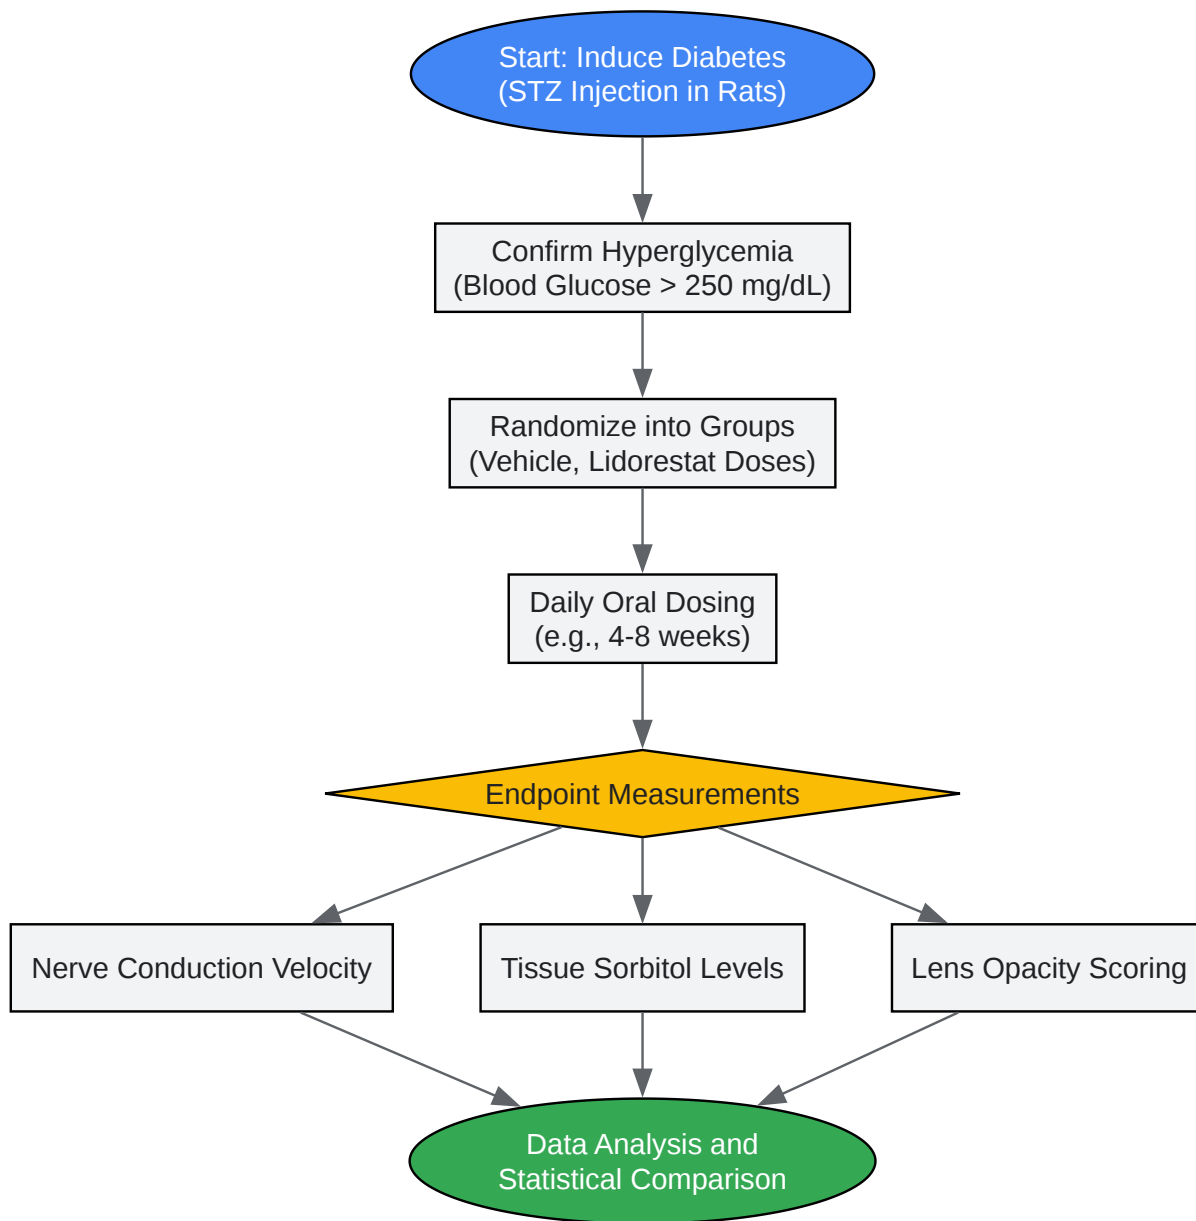 Start: Induce Diabetes
(STZ Injection in Rats)
Confirm Hyperglycemia
(Blood Glucose > 250 mg/dL)
Randomize into Groups
(Vehicle, Lidorestat Doses)
Daily Oral Dosing
(e.g., 4-8 weeks)
Endpoint Measurements
Nerve Conduction Velocity
Tissue Sorbitol Levels
Lens Opacity Scoring
Data Analysis and
Statistical Comparison